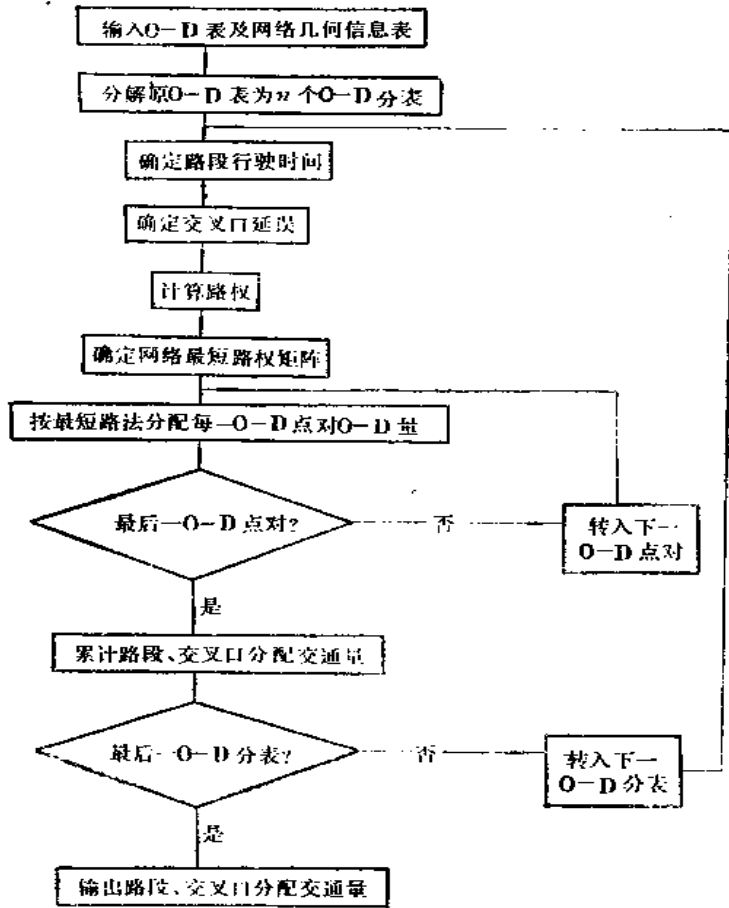 输入O-D表及网络几何信息表
分解原O-D表为n个O-D分表
确定路段行驶时间
确定交叉口延误
计算路权
确定网络最短路权矩阵
按最短路法分配每一O-D点对O-D量
最后一O-D点对?
否
转入下一
O-D点对
是
累计路段、交叉口分配交通量
最后一O-D分表?
否
转入下一
O-D分表
是
输出路段、交叉口分配交通量